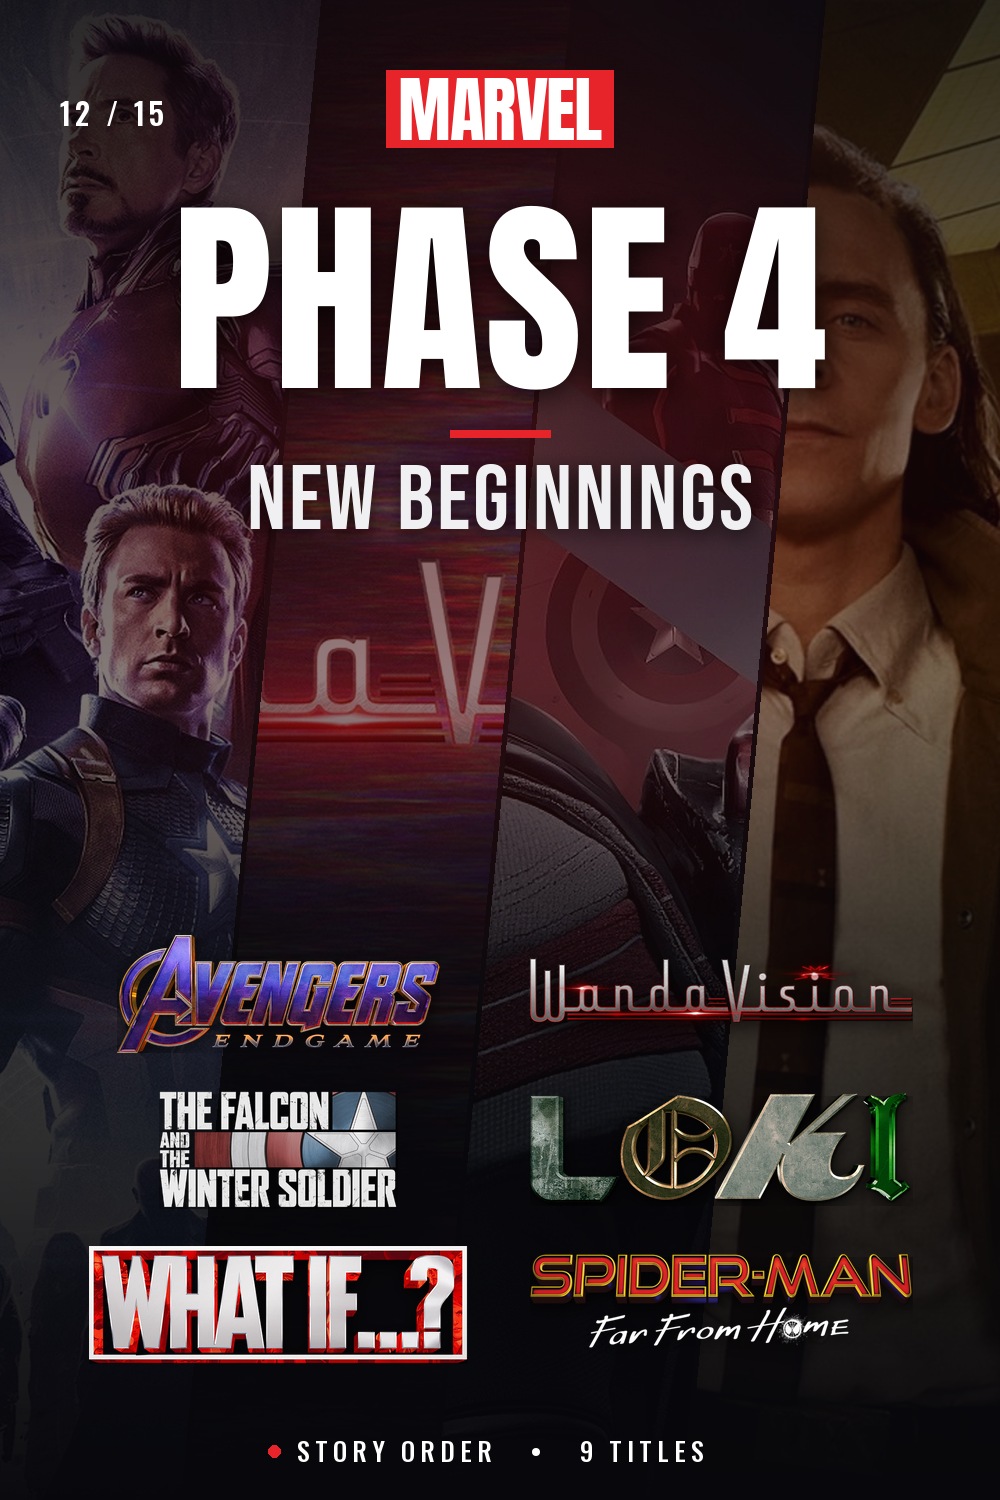 12 / 15
MARVEL
PHASE 4
NEW BEGINNINGS
a V
AVENGERS
ENDGAME
WandaVision
THE FALCON
AND
THE
WINTER SOLDIER
LOKI
WHAT IF...?
SPIDER-MAN
Far From HOME
STORY ORDER • 9 TITLES